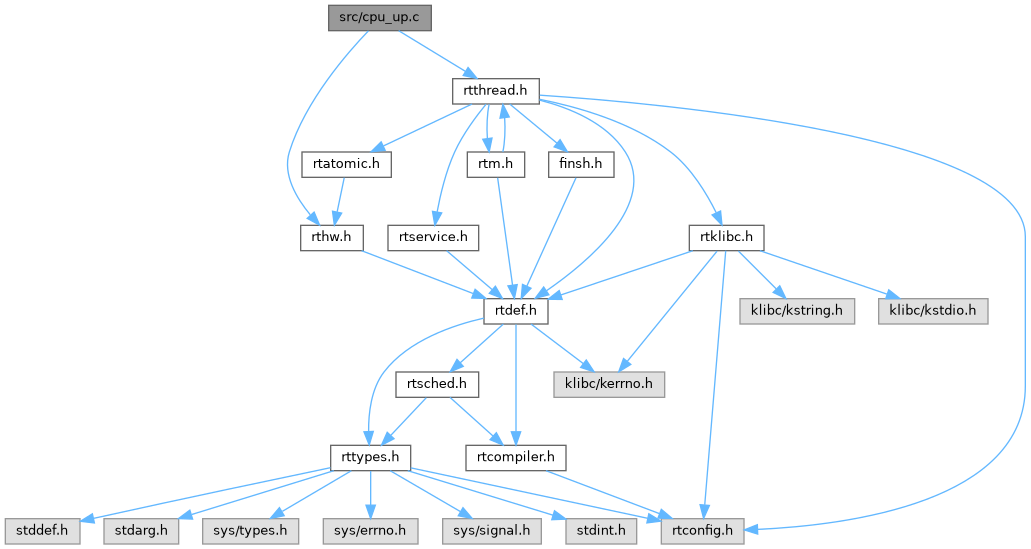 src/cpu_up.c
rtthread.h
rtatomic.h
rtm.h
finsh.h
rthw.h
rtservice.h
rtklibc.h
rtdef.h
klibc/kstring.h
klibc/kstdio.h
rtsched.h
klibc/kerrno.h
rttypes.h
rtcompiler.h
stddef.h
stdarg.h
sys/types.h
sys/errno.h
sys/signal.h
stdint.h
rtconfig.h